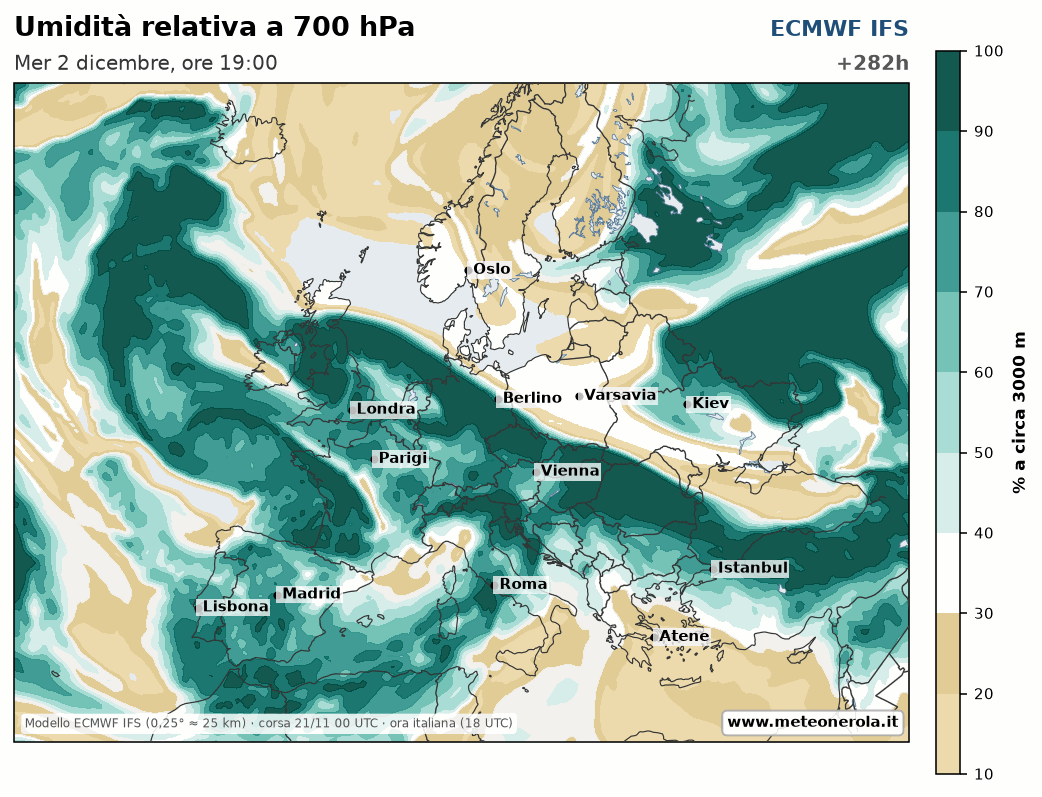 Umidità relativa a 700 hPa
ECMWF IFS
Mer 2 dicembre, ore 19:00
+282h
100
90
80
70
60
50
40
30
20
10
% a circa 3000 m
Oslo
Berlino
Varsavia
Kiev
Londra
Parigi
Vienna
Istanbul
Roma
Madrid
Lisbona
Atene
Modello ECMWF IFS (0,25° ≈ 25 km) · corsa 21/11 00 UTC · ora italiana (18 UTC)
www.meteonerola.it